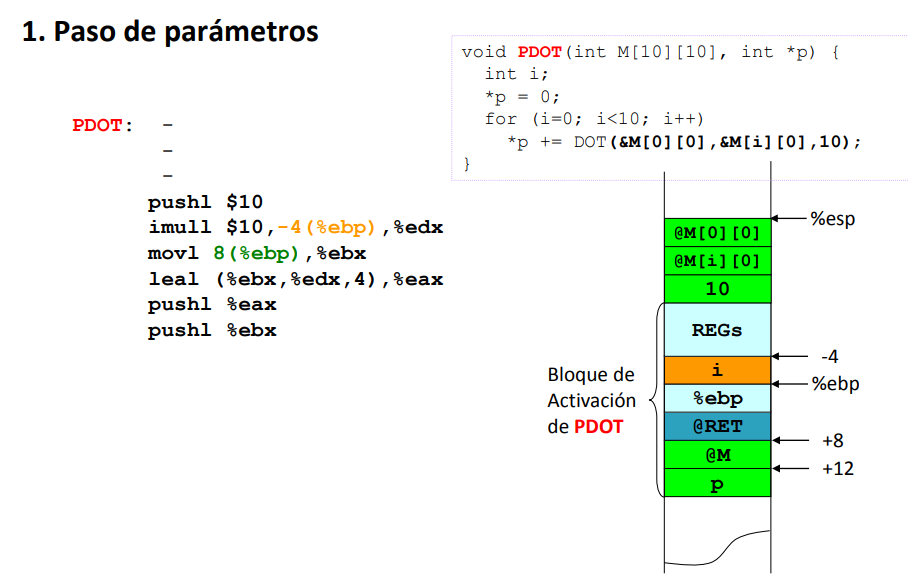 1. Paso de parámetros
void PDOT(int M[10][10], int *p) {
int i;
*p = 0;
for (i=0; i<10; i++)
*p += DOT(&M[0][0],&M[i][0],10);
}
PDOT: –
–
–
pushl $10
imull $10,-4(%ebp),%edx
movl 8(%ebp),%ebx
leal (%ebx,%edx,4),%eax
pushl %eax
pushl %ebx
%esp
@M[0][0]
@M[i][0]
10
REGs
-4
i
%ebp
%ebp
@RET
+8
@M
+12
p
Bloque de
Activación
de PDOT